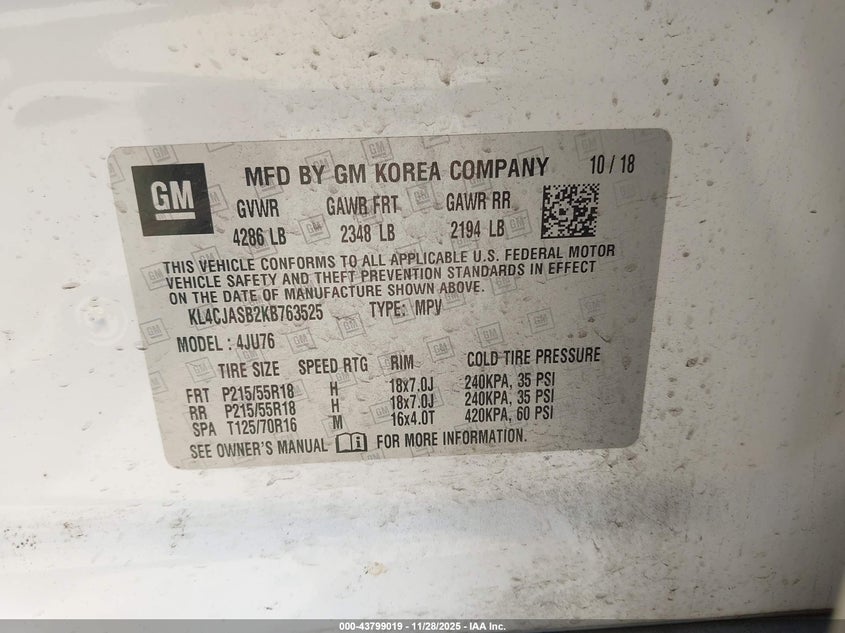 GM
MFD BY GM KOREA COMPANY 10 / 18
GVWR GAWR FRT GAWR RR
4286 LB 2348 LB 2194 LB
THIS VEHICLE CONFORMS TO ALL APPLICABLE U.S. FEDERAL MOTOR
VEHICLE SAFETY AND THEFT PREVENTION STANDARDS IN EFFECT
ON THE DATE OF MANUFACTURE SHOWN ABOVE.
KL4CJASB2KB763525 TYPE: MPV
MODEL : 4JU76
TIRE SIZE SPEED RTG RIM COLD TIRE PRESSURE
FRT P215/55R18 H 18x7.0J 240KPA, 35 PSI
RR P215/55R18 H 18x7.0J 240KPA, 35 PSI
SPA T125/70R16 M 16x4.0T 420KPA, 60 PSI
SEE OWNER'S MANUAL FOR MORE INFORMATION.
000-43799019 - 11/28/2025 - IAA Inc.